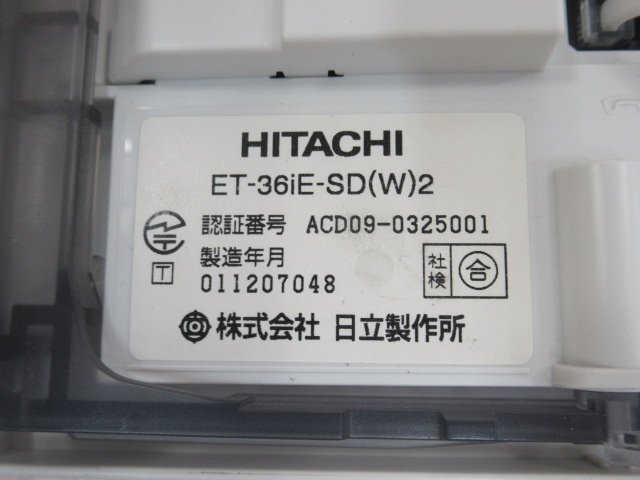 HITACHI
ET-36iE-SD(W)2
認証番号 ACD09-0325001
T
製造年月
011207048
社検 合
株式会社 日立製作所